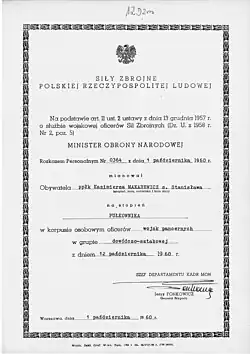 SIŁY ZBROJNE
POLSKIEJ RZECZYPOSPOLITEJ LUDOWEJ
Na podstawie art. 11 ust. 2 ustawy z dnia 13 grudnia 1957 r.
o służbie wojskowej oficerów Sił Zbrojnych (Dz. U. z 1958 r.
Nr 2, poz. 5)
MINISTER OBRONY NARODOWEJ
Rozkazem Personalnym Nr 0364 z dnia 1 października 1960 r.
mianował
Obywatela ppłk Kazimierza MAKAREWICZ s. Stanisława
na stopień
PUŁKOWNIKA
w korpusie osobowym oficerów wojsk pancernych
w grupie dowódczo-sztabowej
z dniem 12 października 1960 r.
SZEF DEPARTAMENTU KADR MON
Jerzy FONKOWICZ
Generał Brygady
Warszawa, dnia 1 października 1960 r.